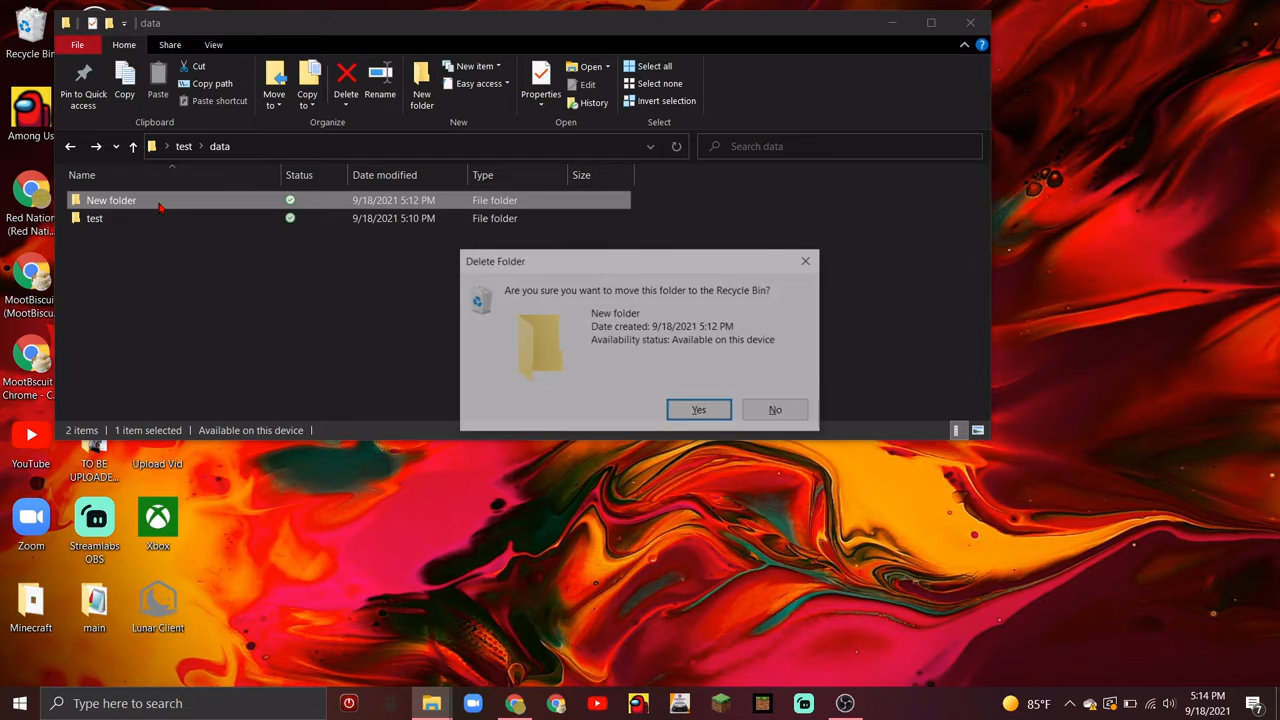 data
File Home Share View
Pin to Quick access
Copy
Paste
Cut
Copy path
Paste shortcut
Clipboard
Move to
Copy to
Delete
Rename
Organize
New folder
New item
Easy access
New
Properties
Open
Edit
History
Open
Select all
Select none
Invert selection
Select
test > data
Search data
Name Status Date modified Type Size
New folder 9/18/2021 5:12 PM File folder
test 9/18/2021 5:10 PM File folder
Delete Folder
Are you sure you want to move this folder to the Recycle Bin?
New folder
Date created: 9/18/2021 5:12 PM
Availability status: Available on this device
Yes No
2 items 1 item selected Available on this device
Recycle Bin
Among Us
Red Nation
(Red Nati...
MootBiscuit
(MootBiscui...
MootBscuit
Chrome - C...
YouTube
TO BE
UPLOADE...
Upload Vid
Zoom
Streamlabs
OBS
Xbox
Minecraft
main
Lunar Client
Type here to search
85°F
5:14 PM
9/18/2021
7